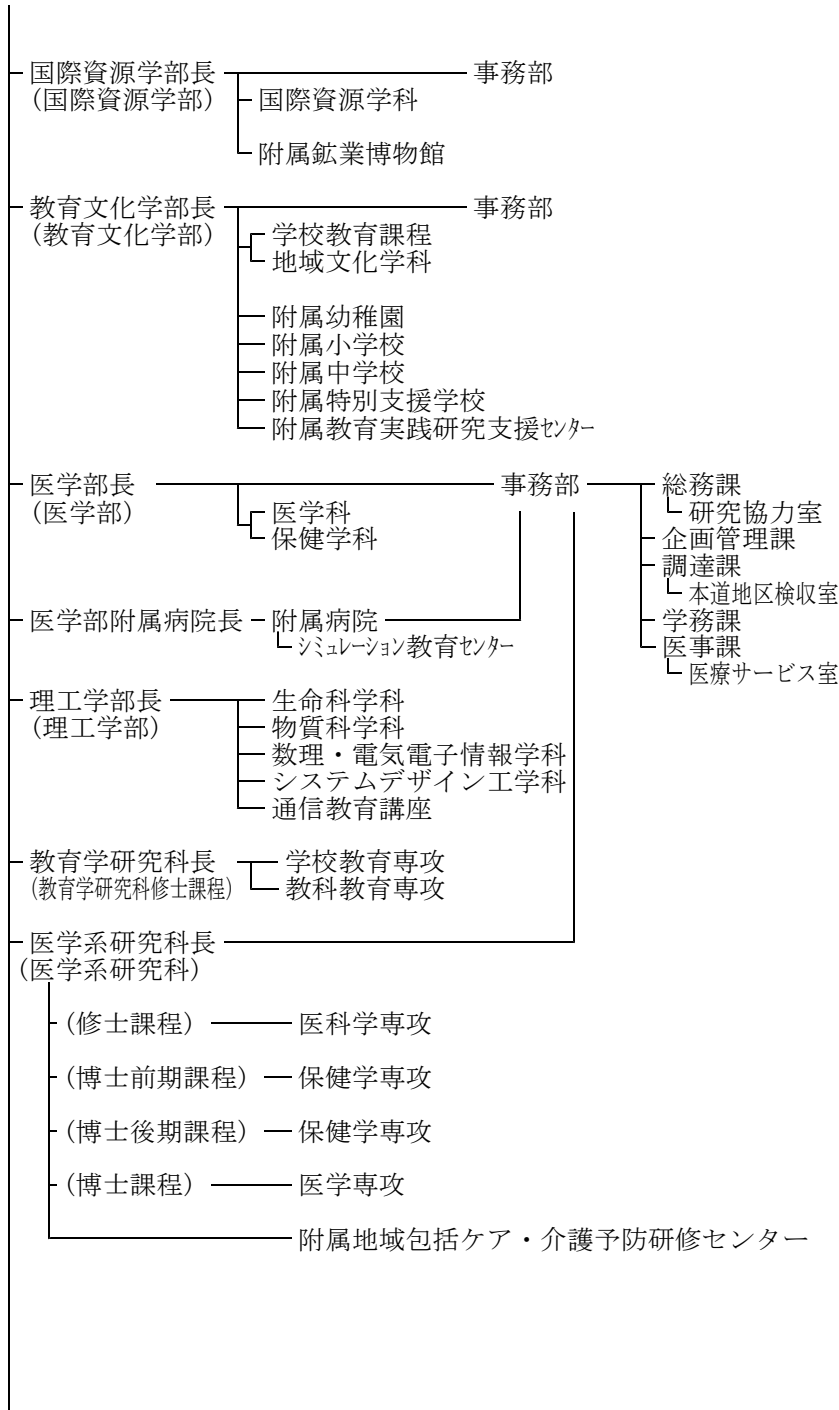 国際資源学部長 事務部
(国際資源学部) 国際資源学科
附属鉱業博物館
教育文化学部長 事務部
(教育文化学部) 学校教育課程
地域文化学科
附属幼稚園
附属小学校
附属中学校
附属特別支援学校
附属教育実践研究支援ｾﾝﾀｰ
医学部長 事務部 総務課
(医学部) 医学科 研究協力室
保健学科 企画管理課
調達課
本道地区検収室
医学部附属病院長 附属病院 学務課
ｼﾐｭﾚｰｼｮﾝ教育ｾﾝﾀｰ 医事課
医療サービス室
理工学部長 生命科学科
(理工学部) 物質科学科
数理・電気電子情報学科
システムデザイン工学科
通信教育講座
教育学研究科長 学校教育専攻
(教育学研究科修士課程) 教科教育専攻
医学系研究科長
(医学系研究科)
(修士課程) 医科学専攻
(博士前期課程) 保健学専攻
(博士後期課程) 保健学専攻
(博士課程) 医学専攻
附属地域包括ケア・介護予防研修センター